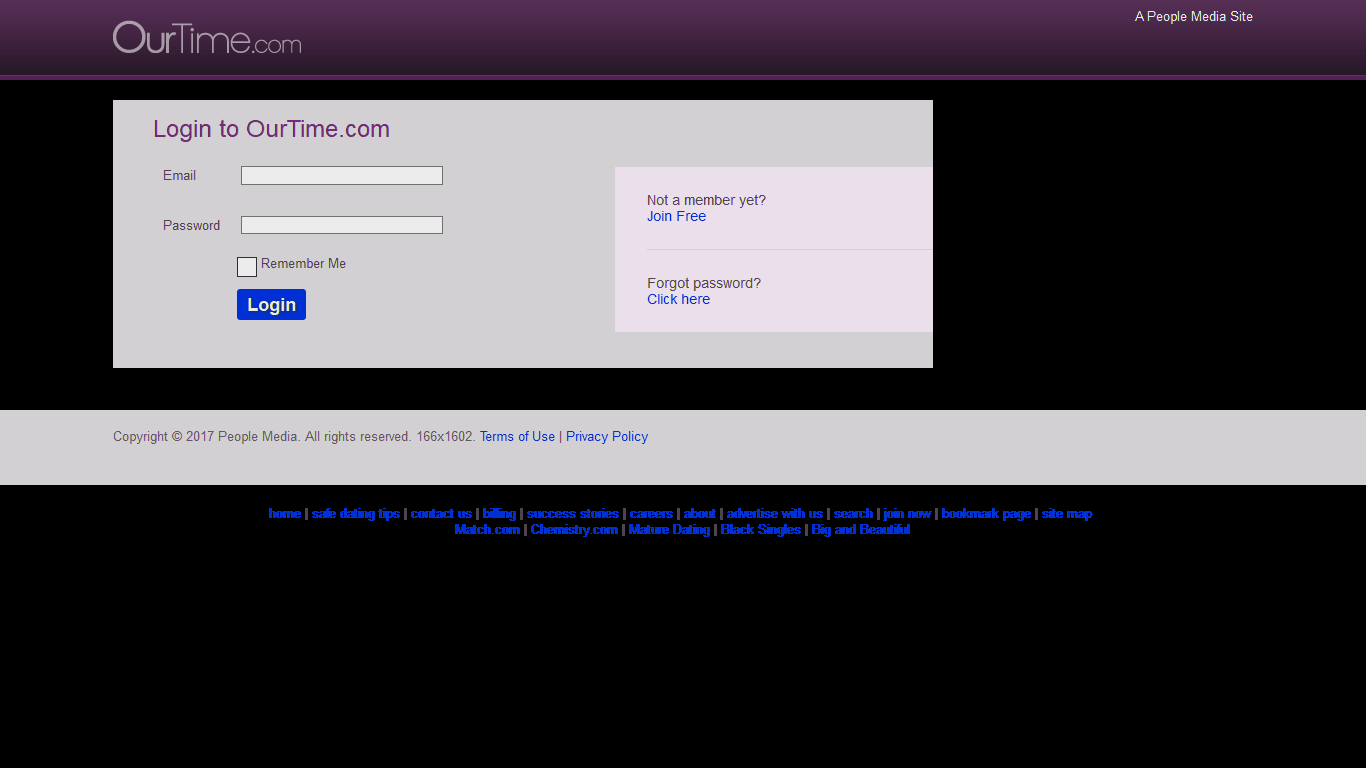 OurTime.com
A People Media Site
Login to OurTime.com
Email
Password
Remember Me
Login
Not a member yet?
Join Free
Forgot password?
Click here
Copyright © 2017 People Media. All rights reserved. 166x1602. Terms of Use | Privacy Policy
home | safe dating tips | contact us | billing | success stories | careers | about | advertise with us | search | join now | bookmark page | site map
Match.com | Chemistry.com | Mature Dating | Black Singles | Big and Beautiful